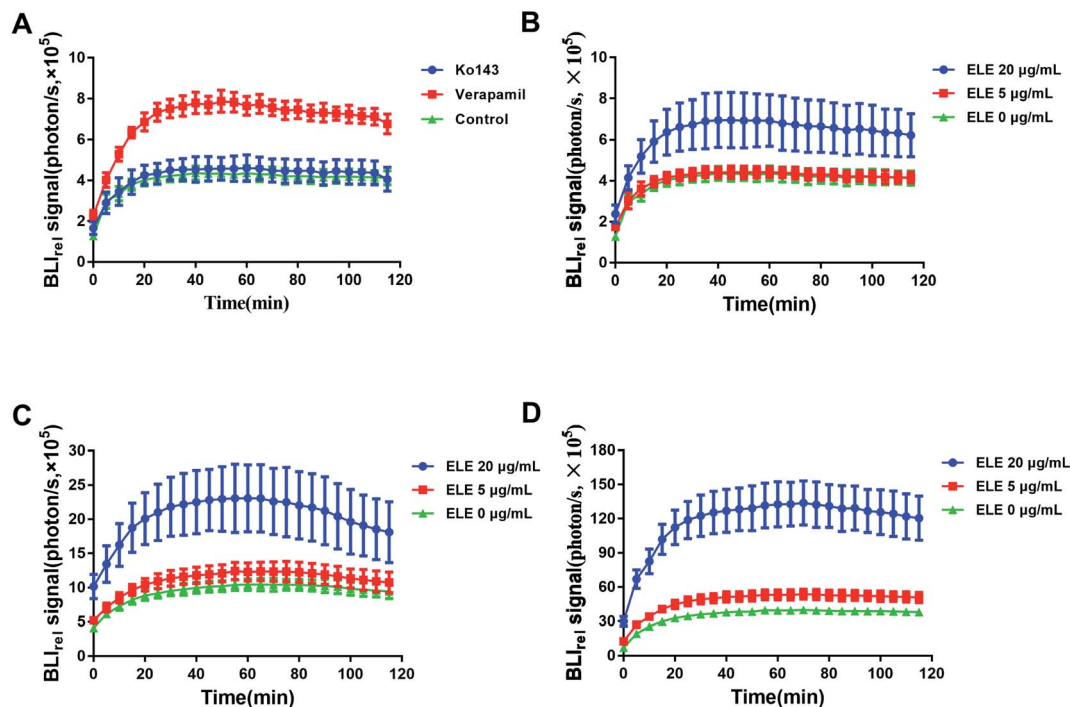 A
BLIrel signal(photon/s,×10⁵)
10
8
6
4
2
0
0 20 40 60 80 100 120
Time(min)
Ko143
Verapamil
Control
B
BLIrel signal(photon/s, ×10⁵)
10
8
6
4
2
0
0 20 40 60 80 100 120
Time(min)
ELE 20 μg/mL
ELE 5 μg/mL
ELE 0 μg/mL
C
BLIrel signal(photon/s,×10⁵)
30
25
20
15
10
5
0
0 20 40 60 80 100 120
Time(min)
ELE 20 μg/mL
ELE 5 μg/mL
ELE 0 μg/mL
D
BLIrel signal(photon/s, ×10⁵)
180
150
120
90
60
30
0
0 20 40 60 80 100 120
Time(min)
ELE 20 μg/mL
ELE 5 μg/mL
ELE 0 μg/mL